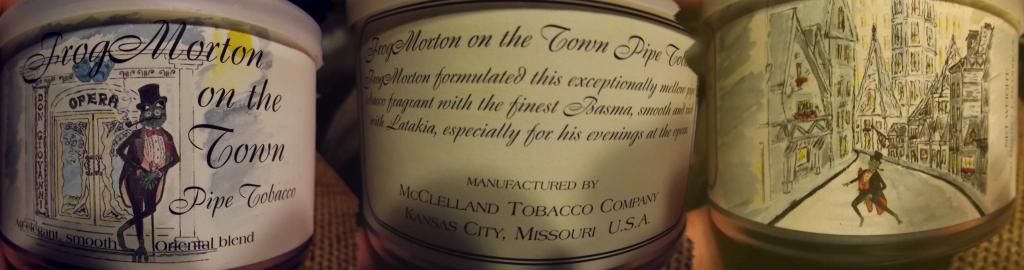 FrogMorton
on the
Town
Pipe Tobacco
OPERA
DON GIOVANNI
smooth Oriental blend
FrogMorton on the Town Pipe
FrogMorton formulated this exceptionally mellow
fragrant with the finest Basma, smooth and
with Latakia, especially for his evenings at the opera.
MANUFACTURED BY
McCLELLAND TOBACCO COMPANY
KANSAS CITY, MISSOURI U.S.A.